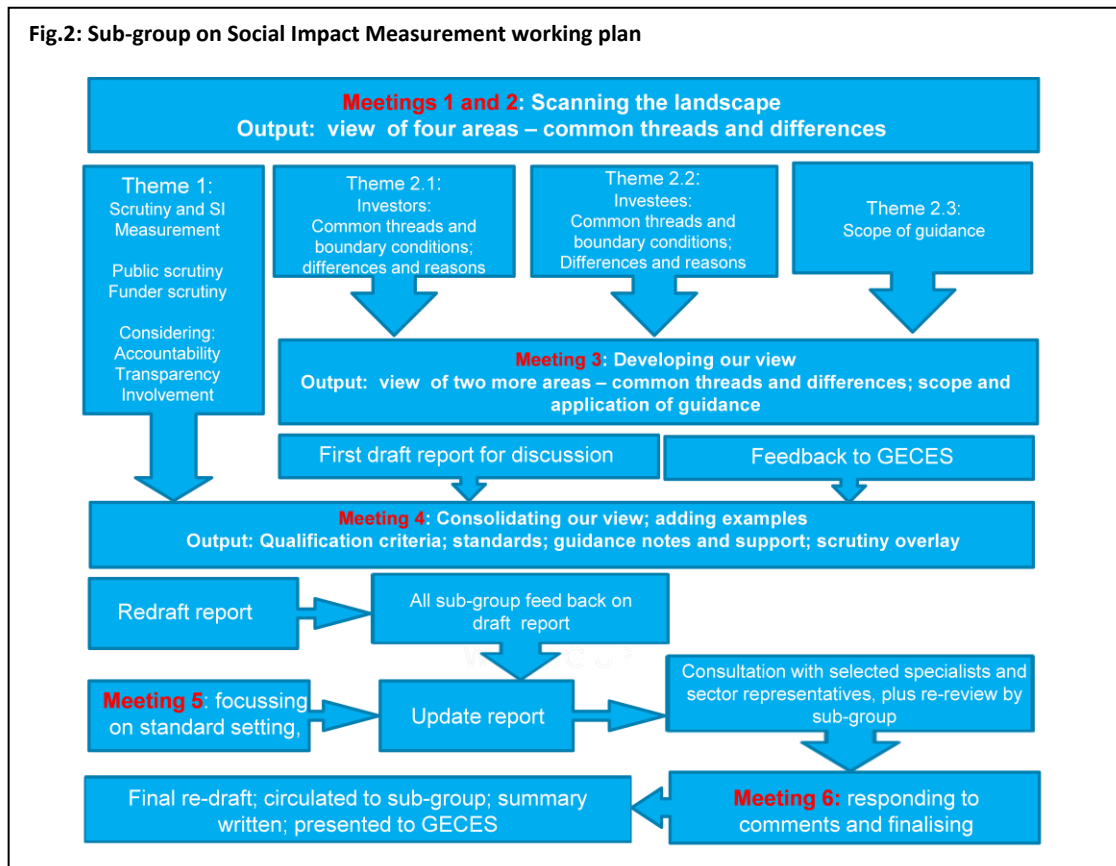 Fig.2: Sub-group on Social Impact Measurement working plan
Meetings 1 and 2: Scanning the landscape
Output: view of four areas – common threads and differences
Theme 1:
Scrutiny and SI
Measurement
Public scrutiny
Funder scrutiny
Considering:
Accountability
Transparency
Involvement
Theme 2.1:
Investors:
Common threads and
boundary conditions;
differences and reasons
Theme 2.2:
Investees:
Common threads and
boundary conditions;
Differences and reasons
Theme 2.3:
Scope of guidance
Meeting 3: Developing our view
Output: view of two more areas – common threads and differences; scope and
application of guidance
First draft report for discussion
Feedback to GECES
Meeting 4: Consolidating our view; adding examples
Output: Qualification criteria; standards; guidance notes and support; scrutiny overlay
Redraft report
All sub-group feed back on
draft report
Meeting 5: focussing
on standard setting,
Update report
Consultation with selected specialists and
sector representatives, plus re-review by
sub-group
Meeting 6: responding to
comments and finalising
Final re-draft; circulated to sub-group; summary
written; presented to GECES